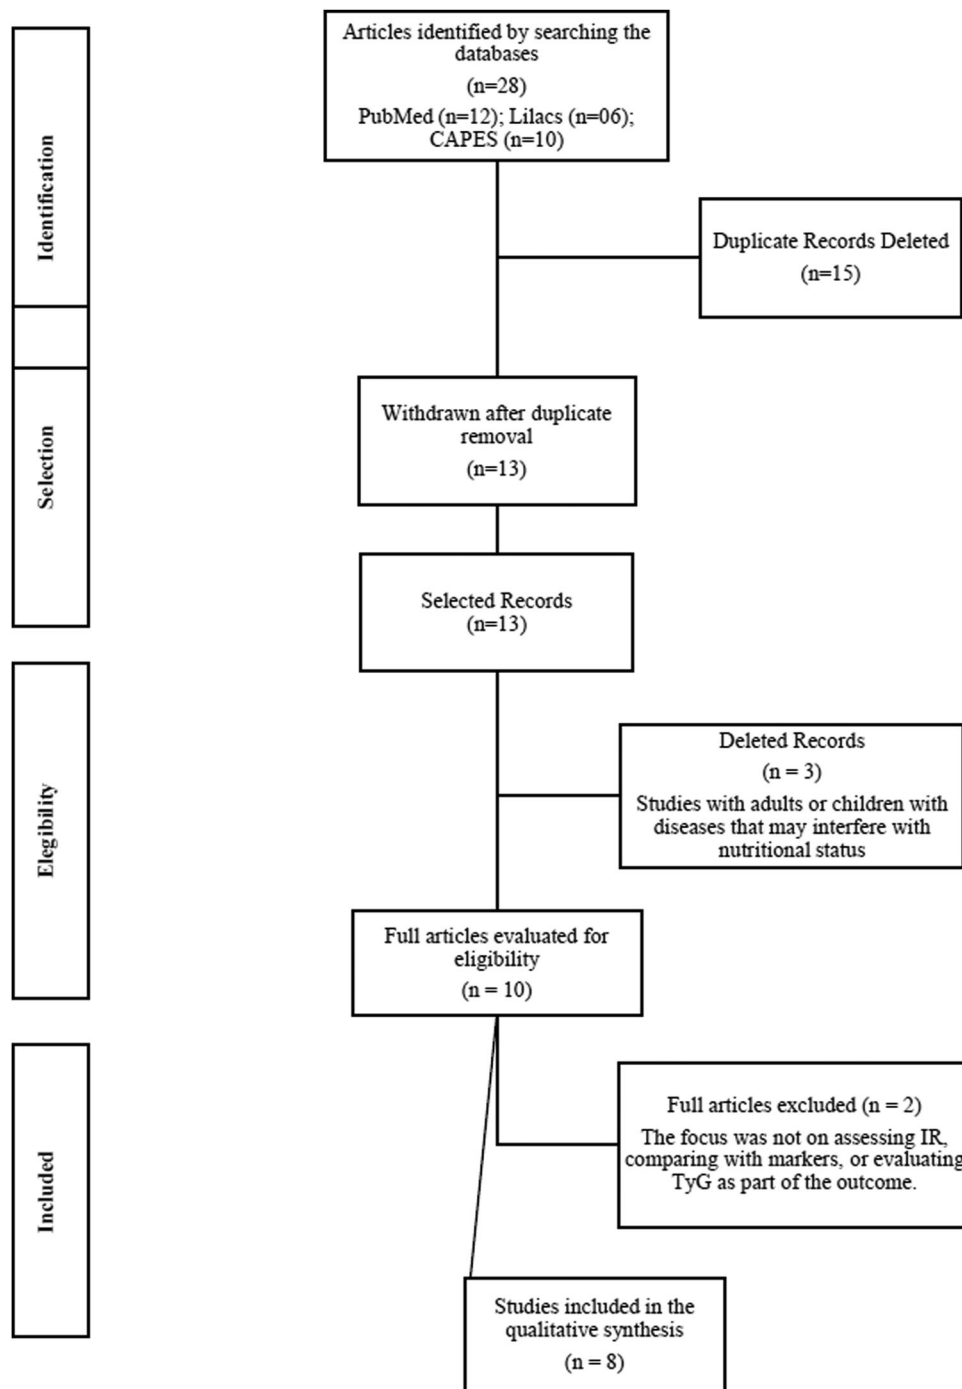 Articles identified by searching the
databases
(n=28)
PubMed (n=12); Lilacs (n=06);
CAPES (n=10)
Identification
Duplicate Records Deleted
(n=15)
Selection
Withdrawn after duplicate
removal
(n=13)
Selected Records
(n=13)
Elegibility
Deleted Records
(n = 3)
Studies with adults or children with
diseases that may interfere with
nutritional status
Full articles evaluated for
eligibility
(n = 10)
Included
Full articles excluded (n = 2)
The focus was not on assessing IR,
comparing with markers, or evaluating
TyG as part of the outcome.
Studies included in the
qualitative synthesis
(n = 8)